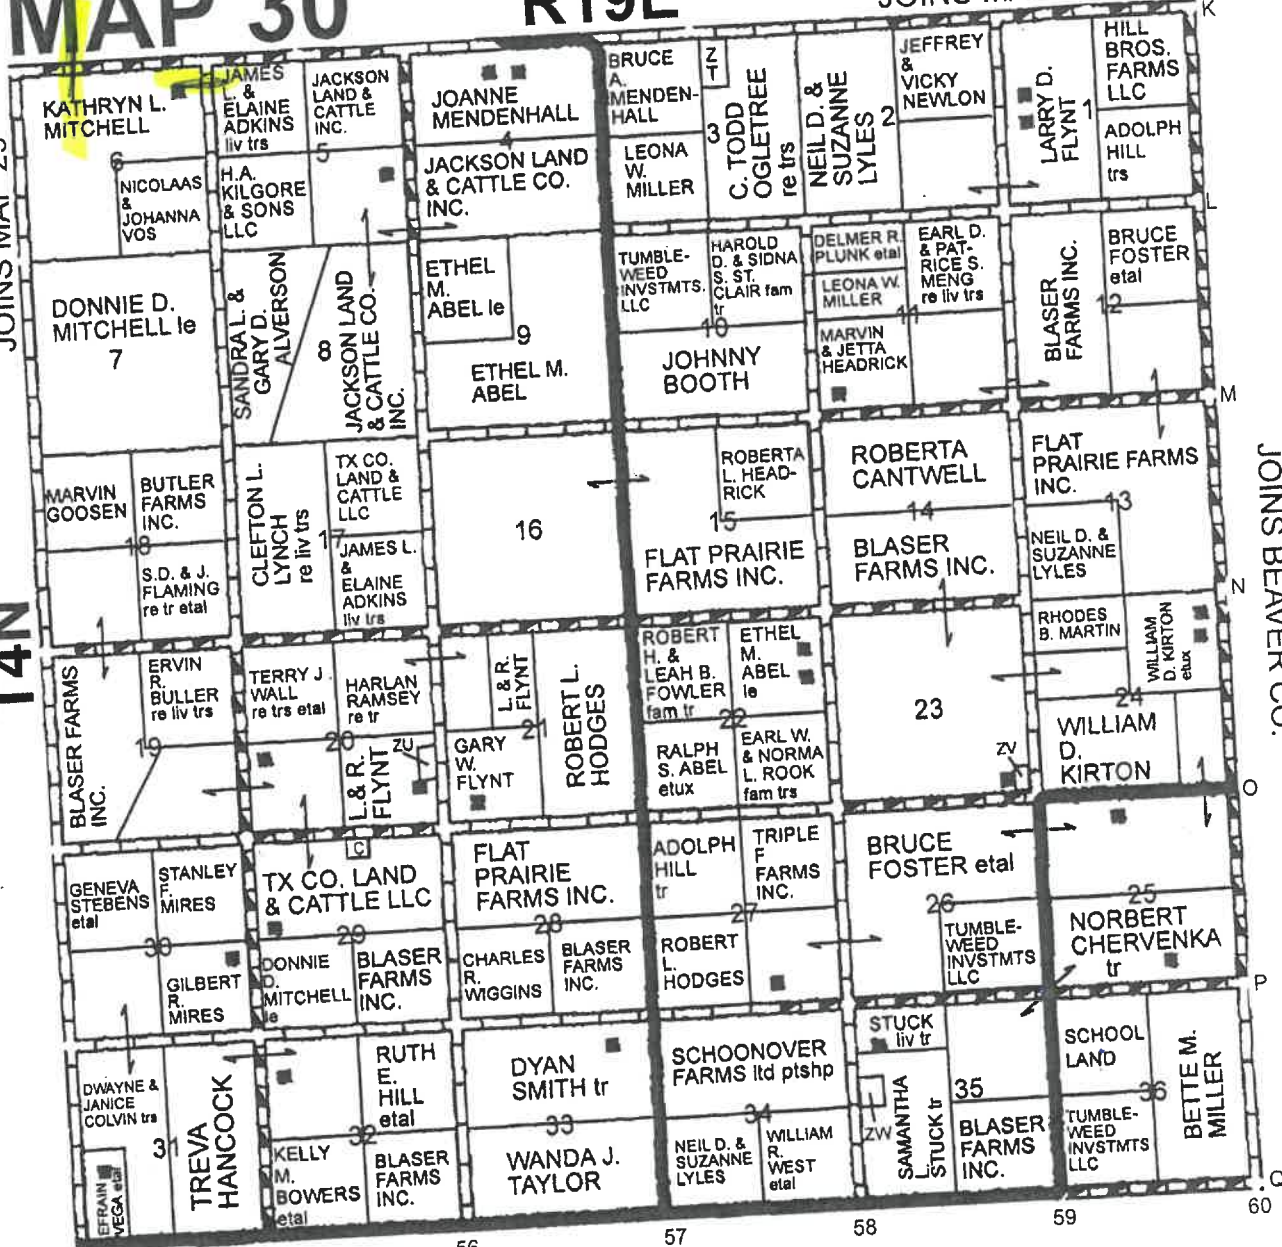 MAP 30
R19E
K
JOINS MAP 29
KATHRYN L.
MITCHELL
6
NICOLAAS
&
JOHANNA
VOS
JAMES
L. &
ELAINE
ADKINS
liv trs
JACKSON
LAND &
CATTLE
INC.
5
H.A.
KILGORE
& SONS
LLC
JOANNE
MENDENHALL
4
JACKSON LAND
& CATTLE CO.
INC.
BRUCE
A.
MENDEN-
HALL
Z
T
3
LEONA
W.
MILLER
C. TODD
OGLETREE
re trs
NEIL D. &
SUZANNE
LYLES
2
JEFFREY
&
VICKY
NEWLON
LARRY D.
FLYNT
1
HILL
BROS.
FARMS
LLC
ADOLPH
HILL
trs
L
DONNIE D.
MITCHELL le
7
SANDRA L. &
GARY D.
ALVERSON
8
JACKSON LAND
& CATTLE CO.
INC.
ETHEL
M.
ABEL le
9
ETHEL M.
ABEL
TUMBLE-
WEED
INVSTMTS.
LLC
HAROLD
D. & SIDNA
S. ST.
CLAIR fam
tr
10
JOHNNY
BOOTH
DELMER R.
PLUNK etal
LEONA W.
MILLER
11
MARVIN
& JETTA
HEADRICK
EARL D.
& PAT-
RICE S.
MENG
re liv trs
BLASER
FARMS INC.
12
BRUCE
FOSTER
etal
M
MARVIN
GOOSEN
BUTLER
FARMS
INC.
18
S.D. & J.
FLAMING
re tr etal
CLEFTON L.
LYNCH
re liv trs
17
TX CO.
LAND &
CATTLE
LLC
JAMES L.
&
ELAINE
ADKINS
liv trs
16
ROBERTA
L. HEAD-
RICK
15
FLAT PRAIRIE
FARMS INC.
ROBERTA
CANTWELL
14
BLASER
FARMS INC.
FLAT
PRAIRIE FARMS
INC.
13
NEIL D. &
SUZANNE
LYLES
JOINS BEAVER CO.
N
T4N
BLASER FARMS
INC.
ERVIN
R.
BULLER
re liv trs
19
TERRY J.
WALL
re trs etal
HARLAN
RAMSEY
re tr
20
L.& R.
FLYNT
ZU
L.& R.
FLYNT
21
GARY
W.
FLYNT
ROBERT L.
HODGES
ROBERT
H. &
LEAH B.
FOWLER
fam tr
ETHEL
M.
ABEL
le
22
RALPH
S. ABEL
etux
EARL W.
& NORMA
L. ROOK
fam trs
23
ZV
RHODES
B. MARTIN
WILLIAM
D. KIRTON
etux
24
WILLIAM
D.
KIRTON
O
GENEVA
STEBENS
etal
STANLEY
F.
MIRES
30
GILBERT
R.
MIRES
C
TX CO. LAND
& CATTLE LLC
29
DONNIE
D.
MITCHELL
le
BLASER
FARMS
INC.
FLAT
PRAIRIE
FARMS INC.
28
CHARLES
R.
WIGGINS
BLASER
FARMS
INC.
ADOLPH
HILL
tr
TRIPLE
F
FARMS
INC.
27
ROBERT
L.
HODGES
BRUCE
FOSTER etal
26
TUMBLE-
WEED
INVSTMTS
LLC
25
NORBERT
CHERVENKA
tr
P
DWAYNE &
JANICE
COLVIN trs
31
EFRAIN
VEGA etal
TREVA
HANCOCK
RUTH
E.
HILL
etal
32
KELLY
M.
BOWERS
etal
BLASER
FARMS
INC.
DYAN
SMITH tr
33
WANDA J.
TAYLOR
SCHOONOVER
FARMS ltd ptshp
34
NEIL D. &
SUZANNE
LYLES
WILLIAM
R.
WEST
etal
STUCK
liv tr
ZW
SAMANTHA
L.
STUCK tr
35
BLASER
FARMS
INC.
SCHOOL
LAND
36
TUMBLE-
WEED
INVSTMTS
LLC
BETTE M.
MILLER
Q
57
58
59
60